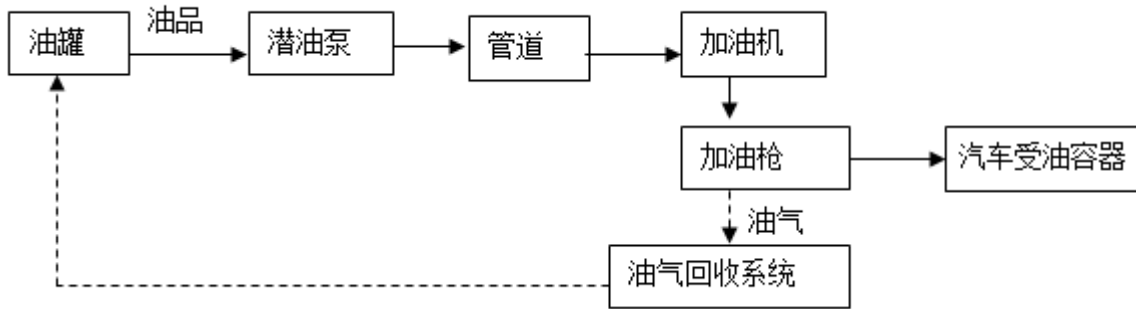 油罐
油品
潜油泵
管道
加油机
加油枪
汽车受油容器
油气
油气回收系统